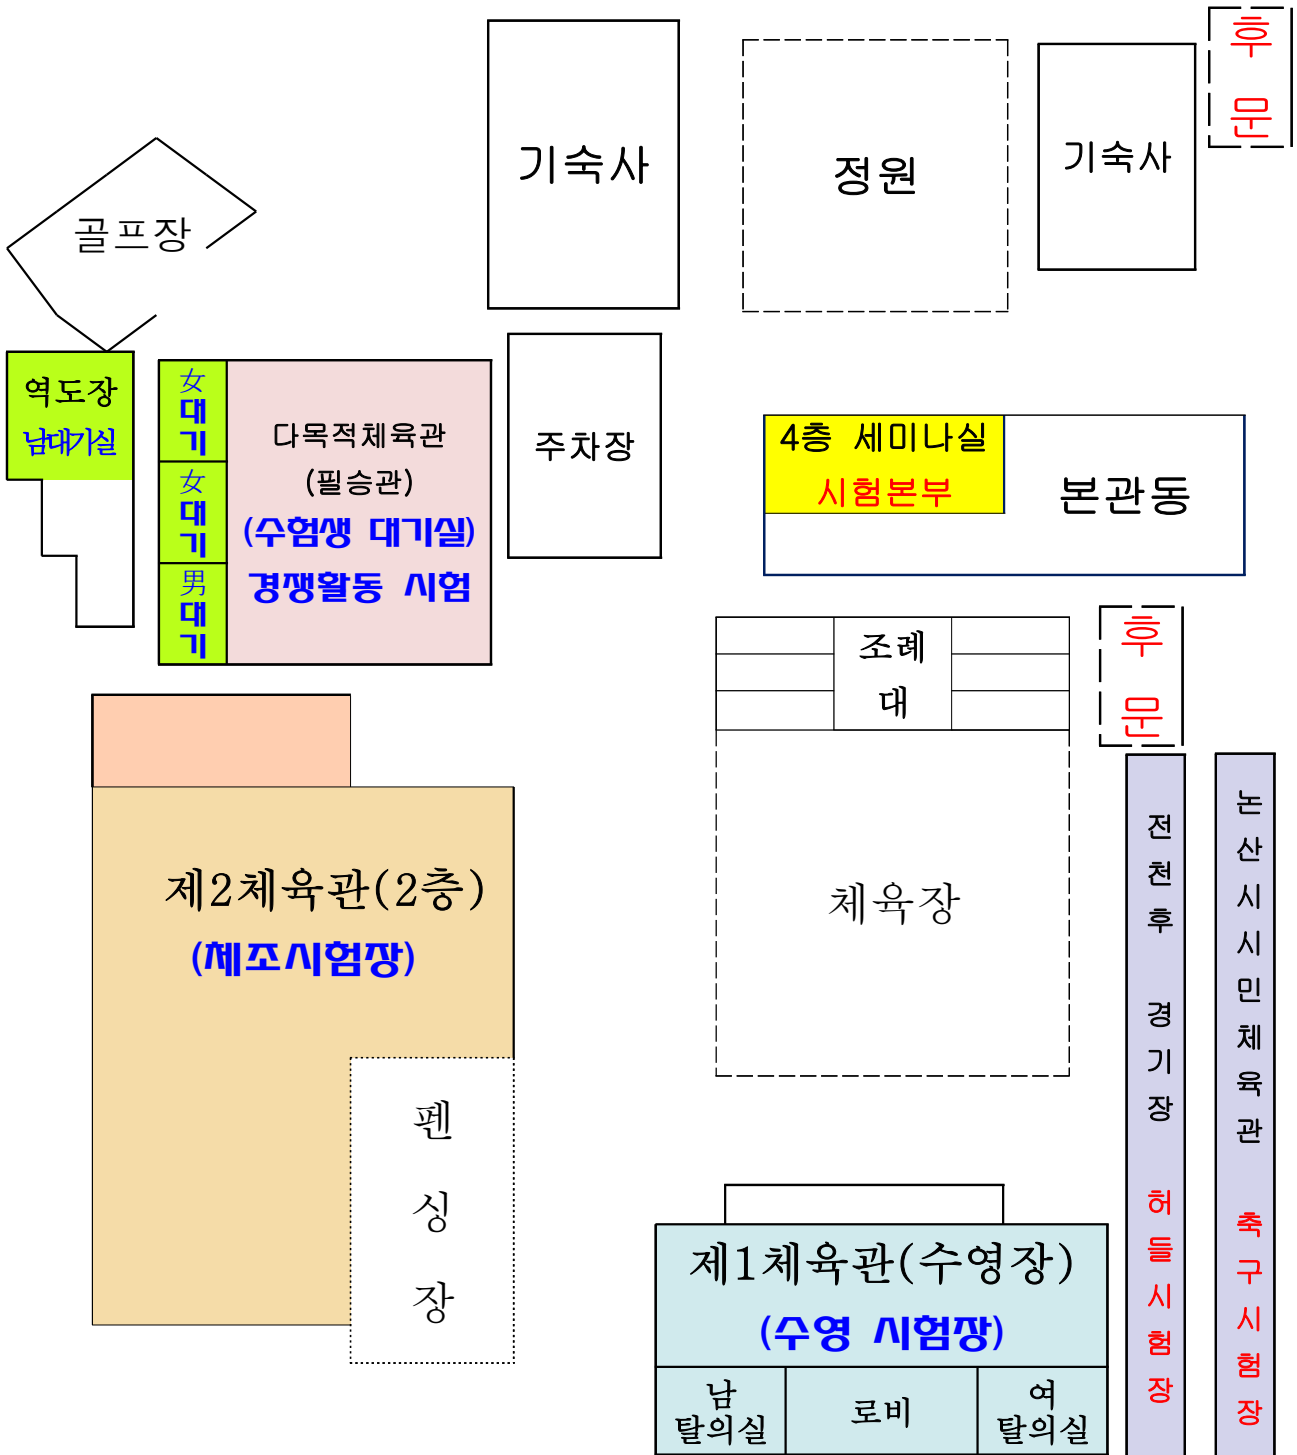 후
문
기숙사
정원
기숙사
골프장
역도장
남대기실
女
대
기
女
대
기
男
대
기
다목적체육관
(필승관)
(수험생 대기실)
경쟁활동 시험
주차장
4층 세미나실
시험본부
본관동
조례
대
후
문
체육장
제2체육관(2층)
(체조시험장)
펜
싱
장
전
천
후
경
기
장
허
들
시
험
장
논
산
시
시
민
체
육
관
축
구
시
험
장
제1체육관(수영장)
(수영 시험장)
남
탈의실
로비
여
탈의실